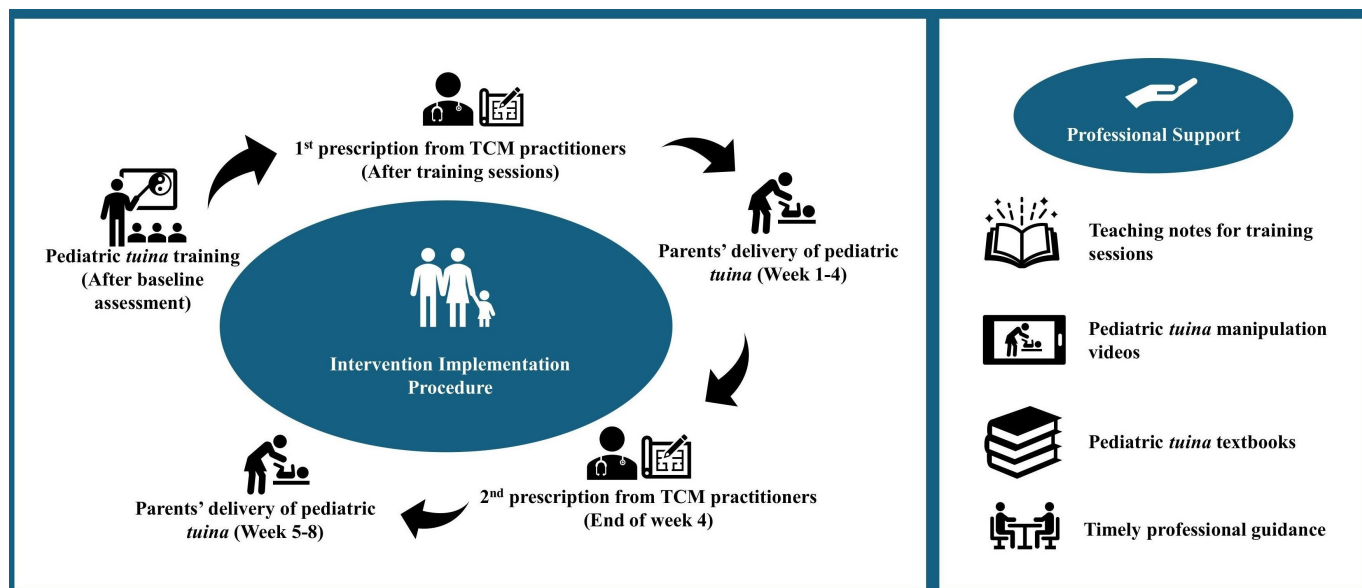 1st prescription from TCM practitioners
(After training sessions)
Pediatric tuina training
(After baseline
assessment)
Parents’ delivery of pediatric
tuina (Week 1-4)
Intervention Implementation
Procedure
2nd prescription from TCM practitioners
(End of week 4)
Parents’ delivery of pediatric
tuina (Week 5-8)
Professional Support
Teaching notes for training
sessions
Pediatric tuina manipulation
videos
Pediatric tuina textbooks
Timely professional guidance